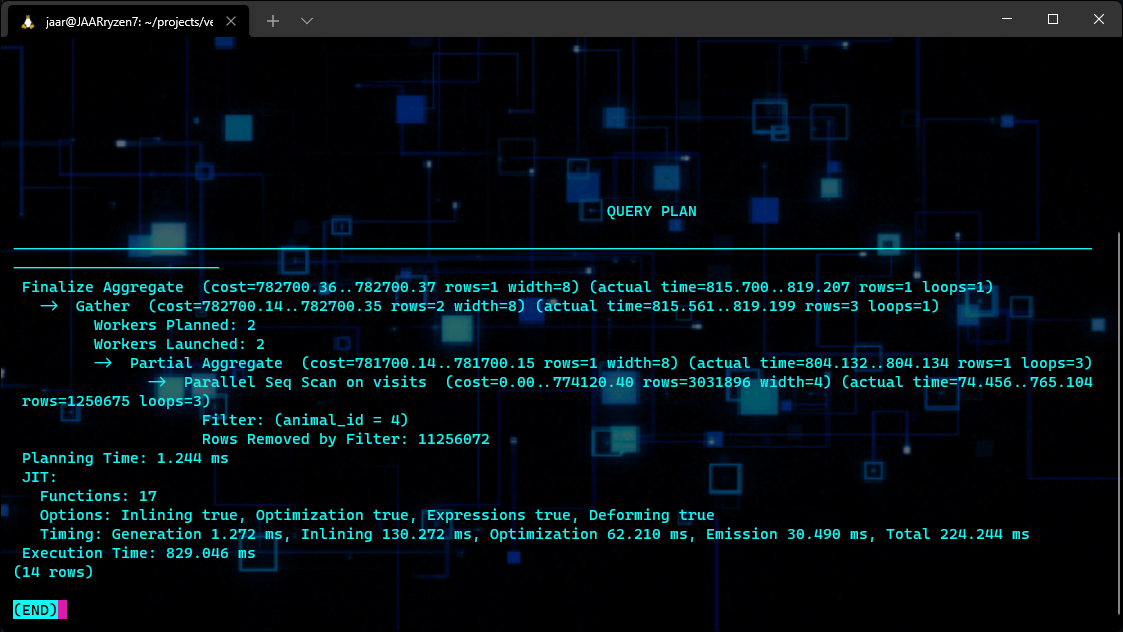 jaar@JAARryzen7: ~/projects/ve
QUERY PLAN
Finalize Aggregate  (cost=782700.36..782700.37 rows=1 width=8) (actual time=815.700..819.207 rows=1 loops=1)
->  Gather  (cost=782700.14..782700.35 rows=2 width=8) (actual time=815.561..819.199 rows=3 loops=1)
Workers Planned: 2
Workers Launched: 2
->  Partial Aggregate  (cost=781700.14..781700.15 rows=1 width=8) (actual time=804.132..804.134 rows=1 loops=3)
->  Parallel Seq Scan on visits  (cost=0.00..774120.40 rows=3031896 width=4) (actual time=74.456..765.104
rows=1250675 loops=3)
Filter: (animal_id = 4)
Rows Removed by Filter: 11256072
Planning Time: 1.244 ms
JIT:
Functions: 17
Options: Inlining true, Optimization true, Expressions true, Deforming true
Timing: Generation 1.272 ms, Inlining 130.272 ms, Optimization 62.210 ms, Emission 30.490 ms, Total 224.244 ms
Execution Time: 829.046 ms
(14 rows)
(END)